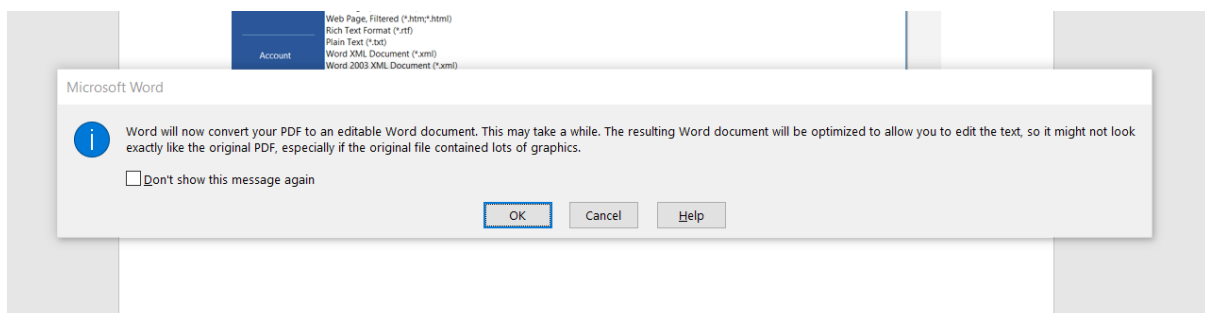 Web Page, Filtered (*.htm;*.html)
Rich Text Format (*.rtf)
Plain Text (*.txt)
Account
Word XML Document (*.xml)
Word 2003 XML Document (*.xml)
Microsoft Word
Word will now convert your PDF to an editable Word document. This may take a while. The resulting Word document will be optimized to allow you to edit the text, so it might not look
exactly like the original PDF, especially if the original file contained lots of graphics.
Don't show this message again
OK
Cancel
Help